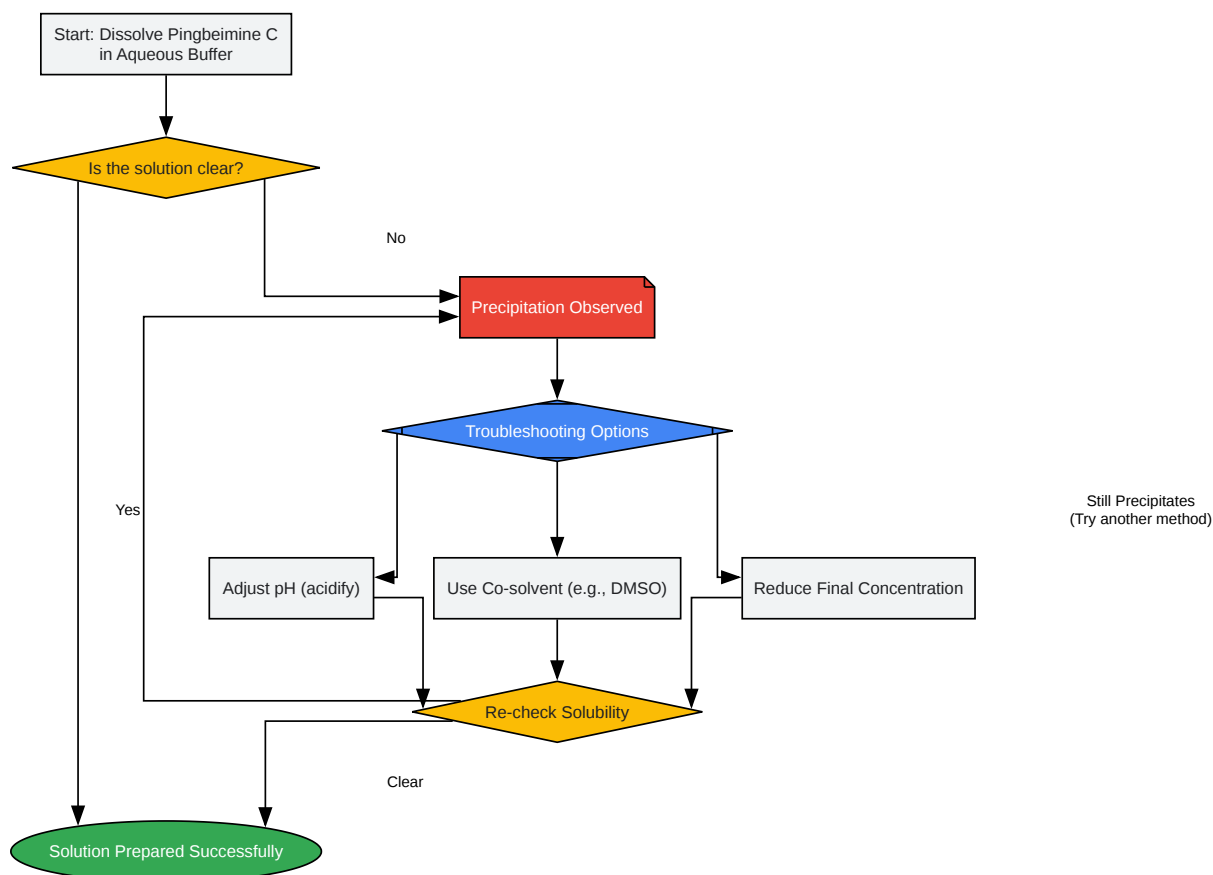 Start: Dissolve Pingbeimine C
in Aqueous Buffer
Is the solution clear?
No
Precipitation Observed
Troubleshooting Options
Yes
Still Precipitates
(Try another method)
Adjust pH (acidify)
Use Co-solvent (e.g., DMSO)
Reduce Final Concentration
Re-check Solubility
Clear
Solution Prepared Successfully